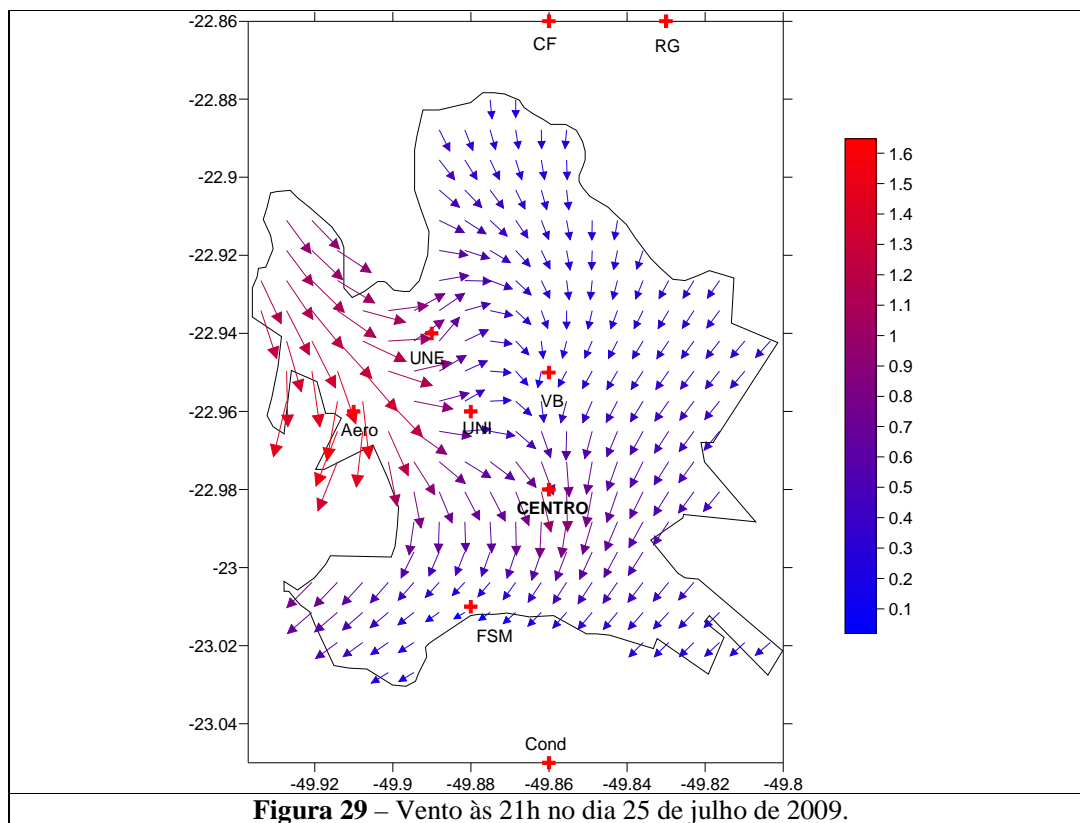 -22.86
CF
RG
-22.88
-22.9
-22.92
-22.94
UNE
VB
-22.96
Aero
UNI
-22.98
CENTRO
-23
FSM
-23.02
-23.04
Cond
-49.92 -49.9 -49.88 -49.86 -49.84 -49.82 -49.8
1.6
1.5
1.4
1.3
1.2
1.1
1
0.9
0.8
0.7
0.6
0.5
0.4
0.3
0.2
0.1
Figura 29 – Vento às 21h no dia 25 de julho de 2009.